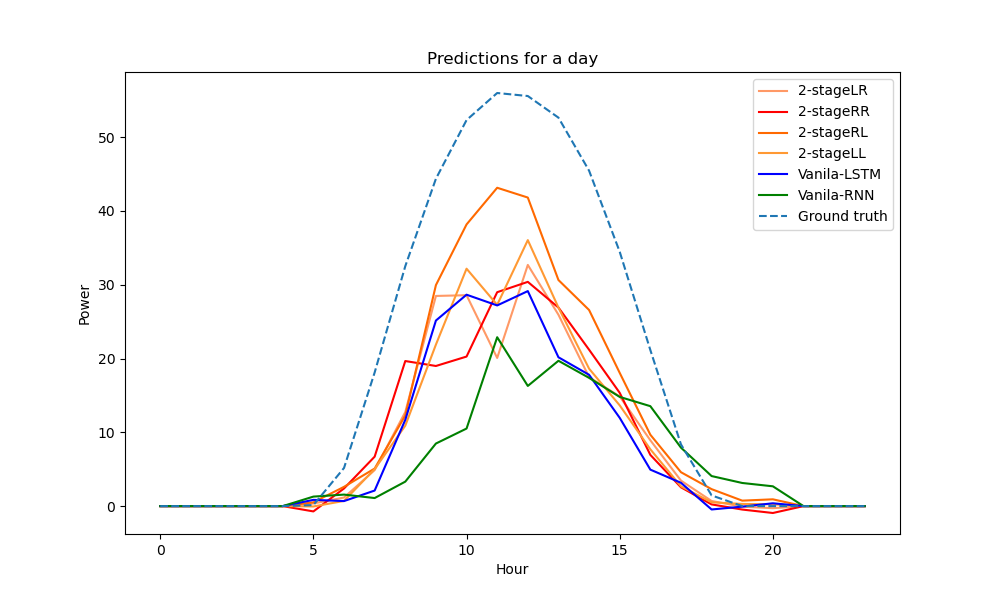 Predictions for a day
2-stageLR
2-stageRR
2-stageRL
2-stageLL
Vanila-LSTM
Vanila-RNN
Ground truth
Power
50
40
30
20
10
0
0 5 10 15 20
Hour